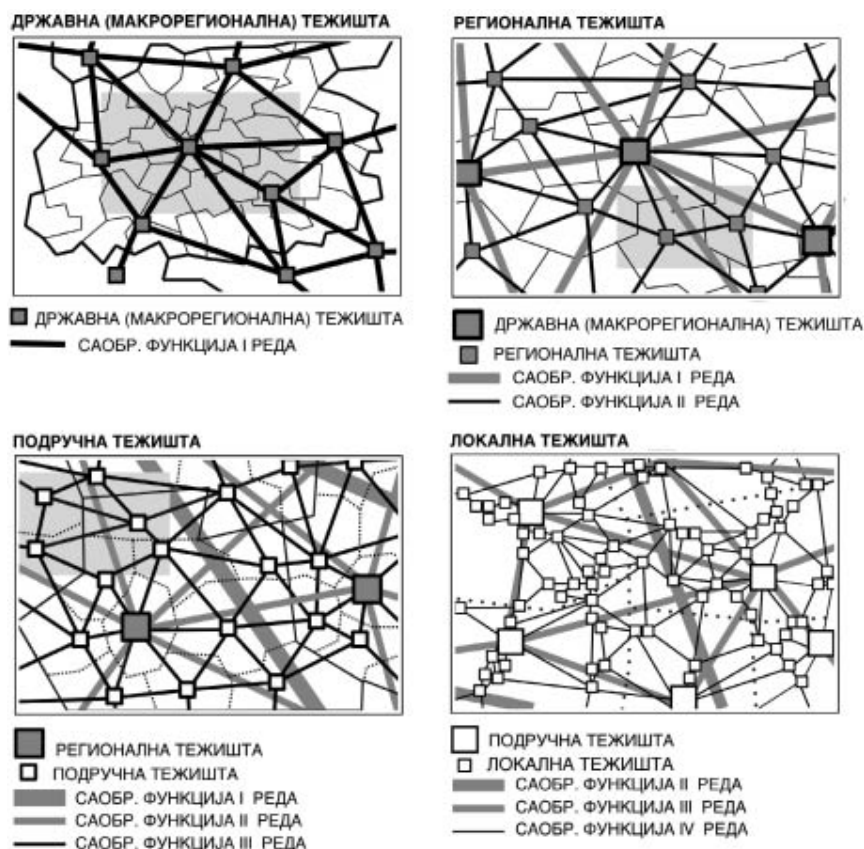 ДРЖАВНА (МАКРОРЕГИОНАЛНА) ТЕЖИШТА
ДРЖАВНА (МАКРОРЕГИОНАЛНА) ТЕЖИШТА
САОБР. ФУНКЦИЈА I РЕДА
РЕГИОНАЛНА ТЕЖИШТА
ДРЖАВНА (МАКРОРЕГИОНАЛНА) ТЕЖИШТА
РЕГИОНАЛНА ТЕЖИШТА
САОБР. ФУНКЦИЈА I РЕДА
САОБР. ФУНКЦИЈА II РЕДА
ПОДРУЧНА ТЕЖИШТА
РЕГИОНАЛНА ТЕЖИШТА
ПОДРУЧНА ТЕЖИШТА
САОБР. ФУНКЦИЈА I РЕДА
САОБР. ФУНКЦИЈА II РЕДА
САОБР. ФУНКЦИЈА III РЕДА
ЛОКАЛНА ТЕЖИШТА
ПОДРУЧНА ТЕЖИШТА
ЛОКАЛНА ТЕЖИШТА
САОБР. ФУНКЦИЈА II РЕДА
САОБР. ФУНКЦИЈА III РЕДА
САОБР. ФУНКЦИЈА IV РЕДА